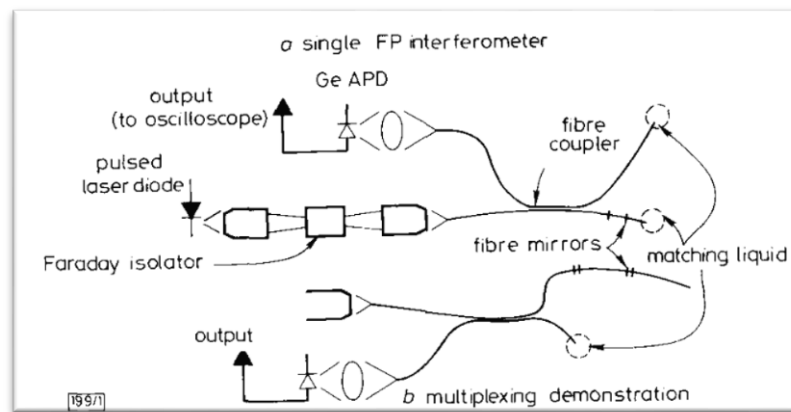 a single FP interferometer
Ge APD
output
(to oscilloscope)
fibre
coupler
pulsed
laser diode
Faraday isolator
fibre mirrors
matching liquid
output
b multiplexing demonstration
199/1